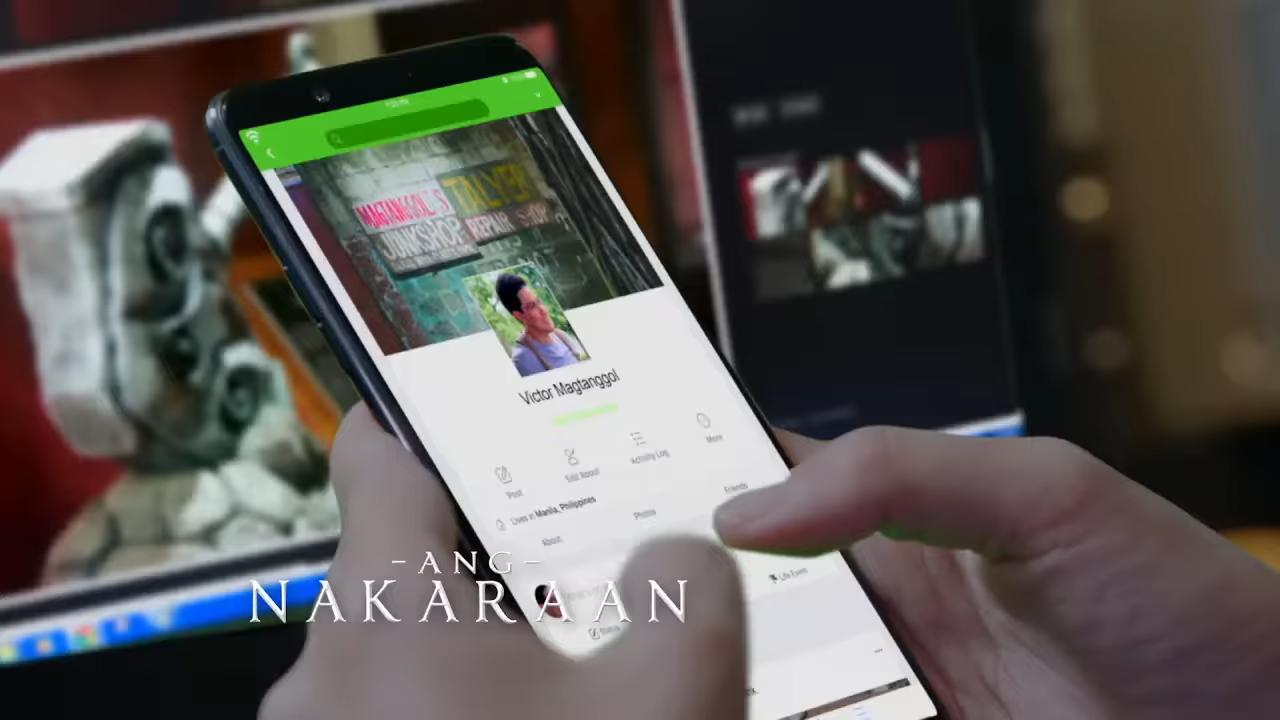 MAGTANGGOL'S
TALYER
JUNKSHOP
REPAIR SHOP
Victor Magtanggol
Post
Edit About
Activity Log
More
Lives in Manila, Philippines
About
Photos
Friends
Life Event
-ANG-
NAKARAAN